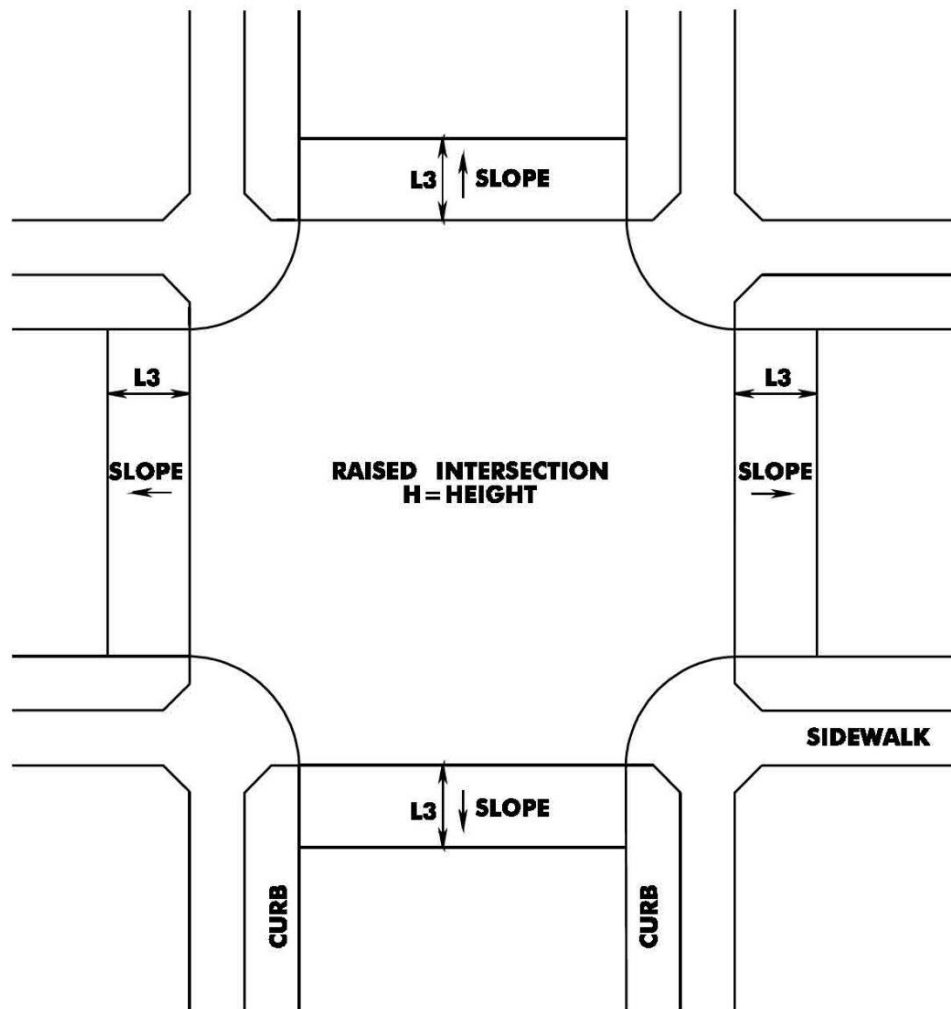 L3 SLOPE
L3
L3
SLOPE
RAISED INTERSECTION
H=HEIGHT
SLOPE
SIDEWALK
L3 SLOPE
CURB
CURB